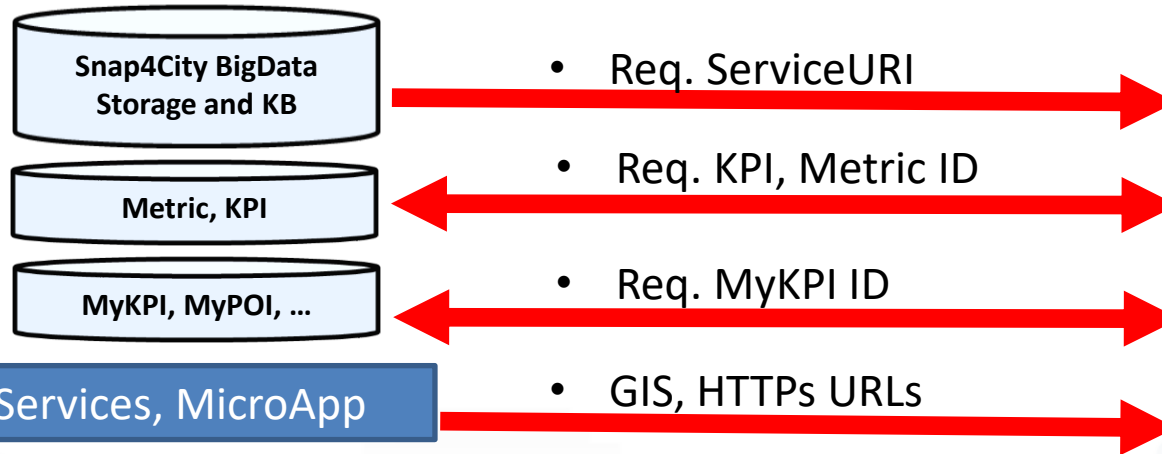 Snap4City BigData
Storage and KB
• Req. ServiceURI
Metric, KPI
• Req. KPI, Metric ID
MyKPI, MyPOI, …
• Req. MyKPI ID
Services, MicroApp
• GIS, HTTPs URLs